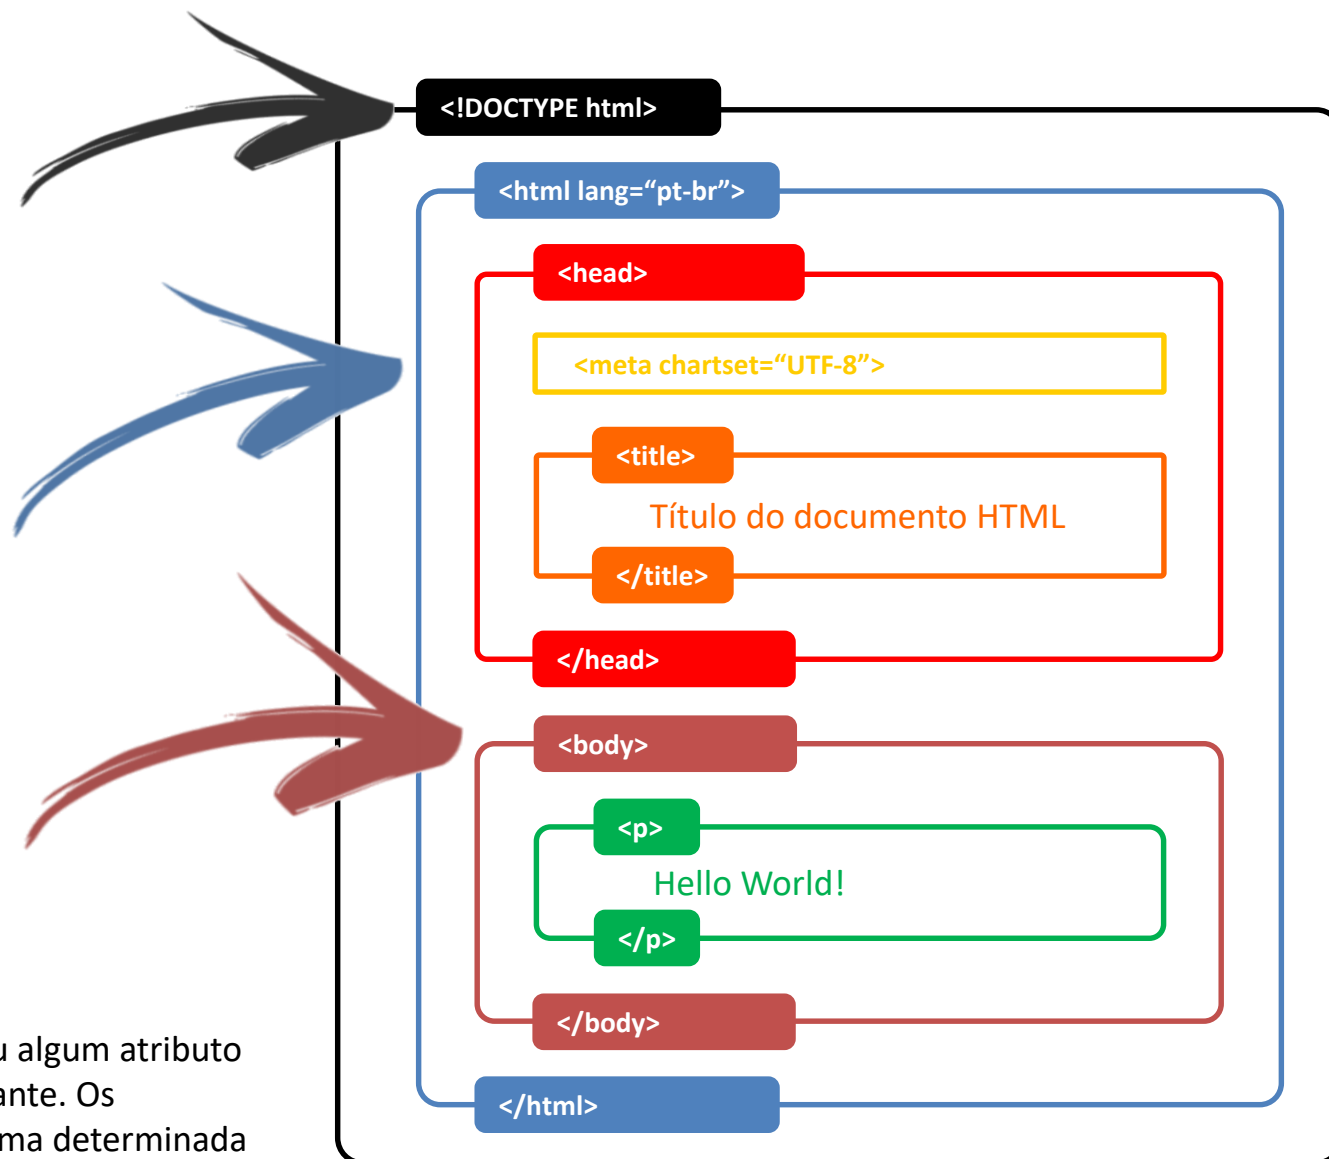 <!DOCTYPE html>
<html lang=“pt-br”>
<head>
<meta chartset=“UTF-8”>
<title>
Título do documento HTML
</title>
</head>
<body>
<p>
Hello World!
</p>
</body>
</html>
algum atributo
ante. Os
ma determinada